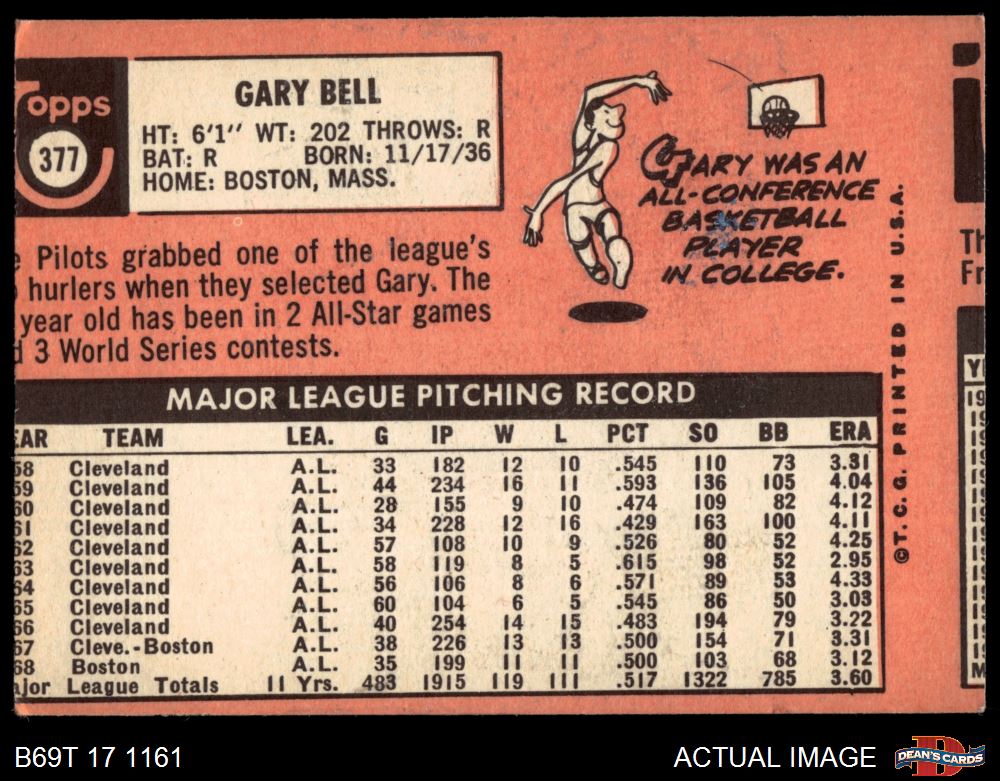 Topps
377
GARY BELL
HT: 6'1" WT: 202 THROWS: R
BAT: R BORN: 11/17/36
HOME: BOSTON, MASS.
Pilots grabbed one of the league's
hurlers when they selected Gary. The
year old has been in 2 All-Star games
3 World Series contests.
GARY WAS AN
ALL-CONFERENCE
BASKETBALL
PLAYER
IN COLLEGE.
©T. C. G. PRINTED IN U.S.A.
MAJOR LEAGUE PITCHING RECORD
EAR TEAM LEA. G IP W L PCT SO BB ERA
58 Cleveland A.L. 33 182 12 10 .545 110 73 3.31
59 Cleveland A.L. 44 234 16 11 .593 136 105 4.04
60 Cleveland A.L. 28 155 9 10 .474 109 82 4.12
61 Cleveland A.L. 34 228 12 16 .429 163 100 4.11
62 Cleveland A.L. 57 108 10 9 .526 80 52 4.25
63 Cleveland A.L. 58 119 8 5 .615 98 52 2.95
64 Cleveland A.L. 56 106 8 6 .571 89 53 4.33
65 Cleveland A.L. 60 104 6 5 .545 86 50 3.03
66 Cleveland A.L. 40 254 14 15 .483 194 79 3.22
67 Cleve.-Boston A.L. 38 226 13 13 .500 154 71 3.31
68 Boston A.L. 35 199 11 11 .500 103 68 3.12
ajor League Totals 11 Yrs. 483 1915 119 111 .517 1322 785 3.60
B69T 17 1161
ACTUAL IMAGE
DEAN'S CARDS